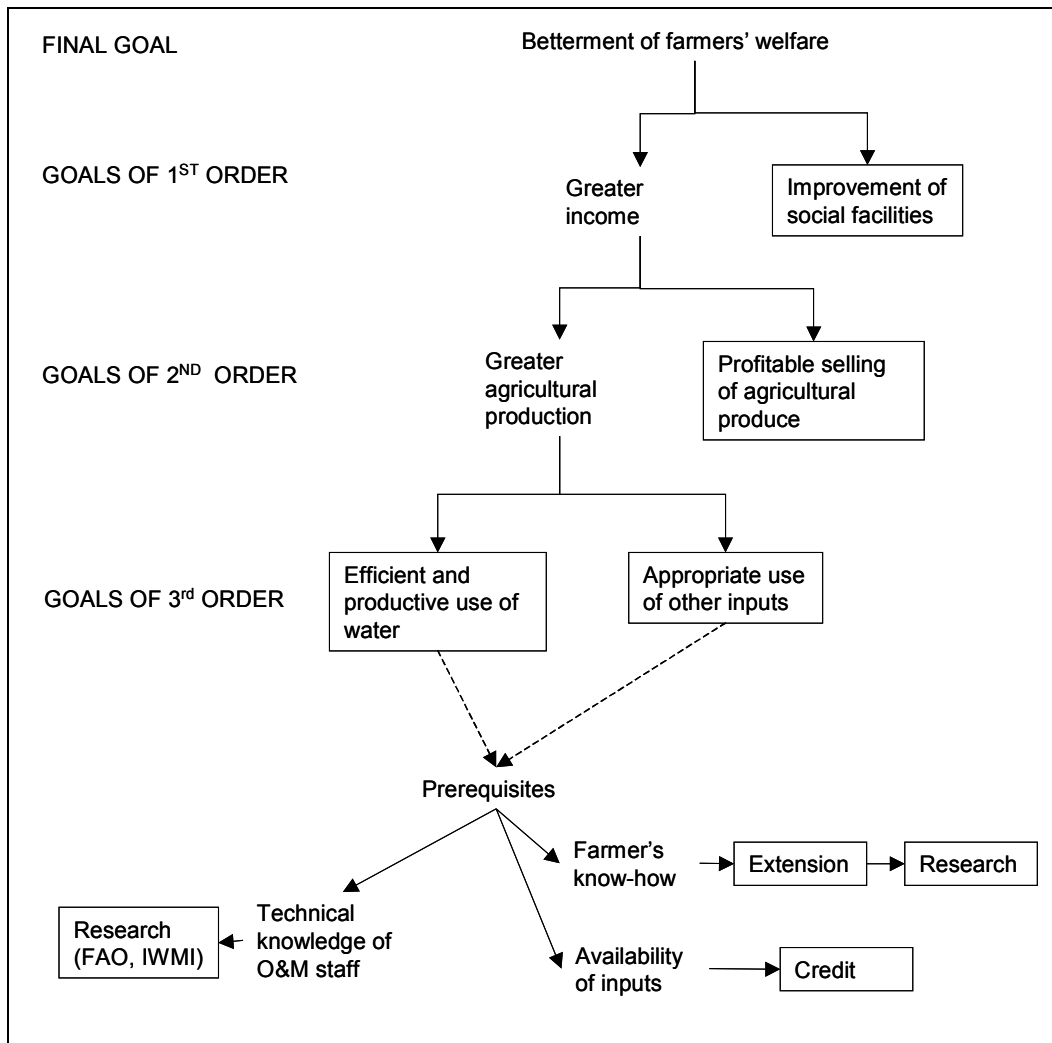 FINAL GOAL
Betterment of farmers’ welfare
GOALS OF 1ST ORDER
Greater
income
Improvement of
social facilities
GOALS OF 2ND ORDER
Greater
agricultural
production
Profitable selling
of agricultural
produce
GOALS OF 3rd ORDER
Efficient and
productive use of
water
Appropriate use
of other inputs
Prerequisites
Farmer’s
know-how
Extension
Research
Research
(FAO, IWMI)
Technical
knowledge of
O&M staff
Availability
of inputs
Credit